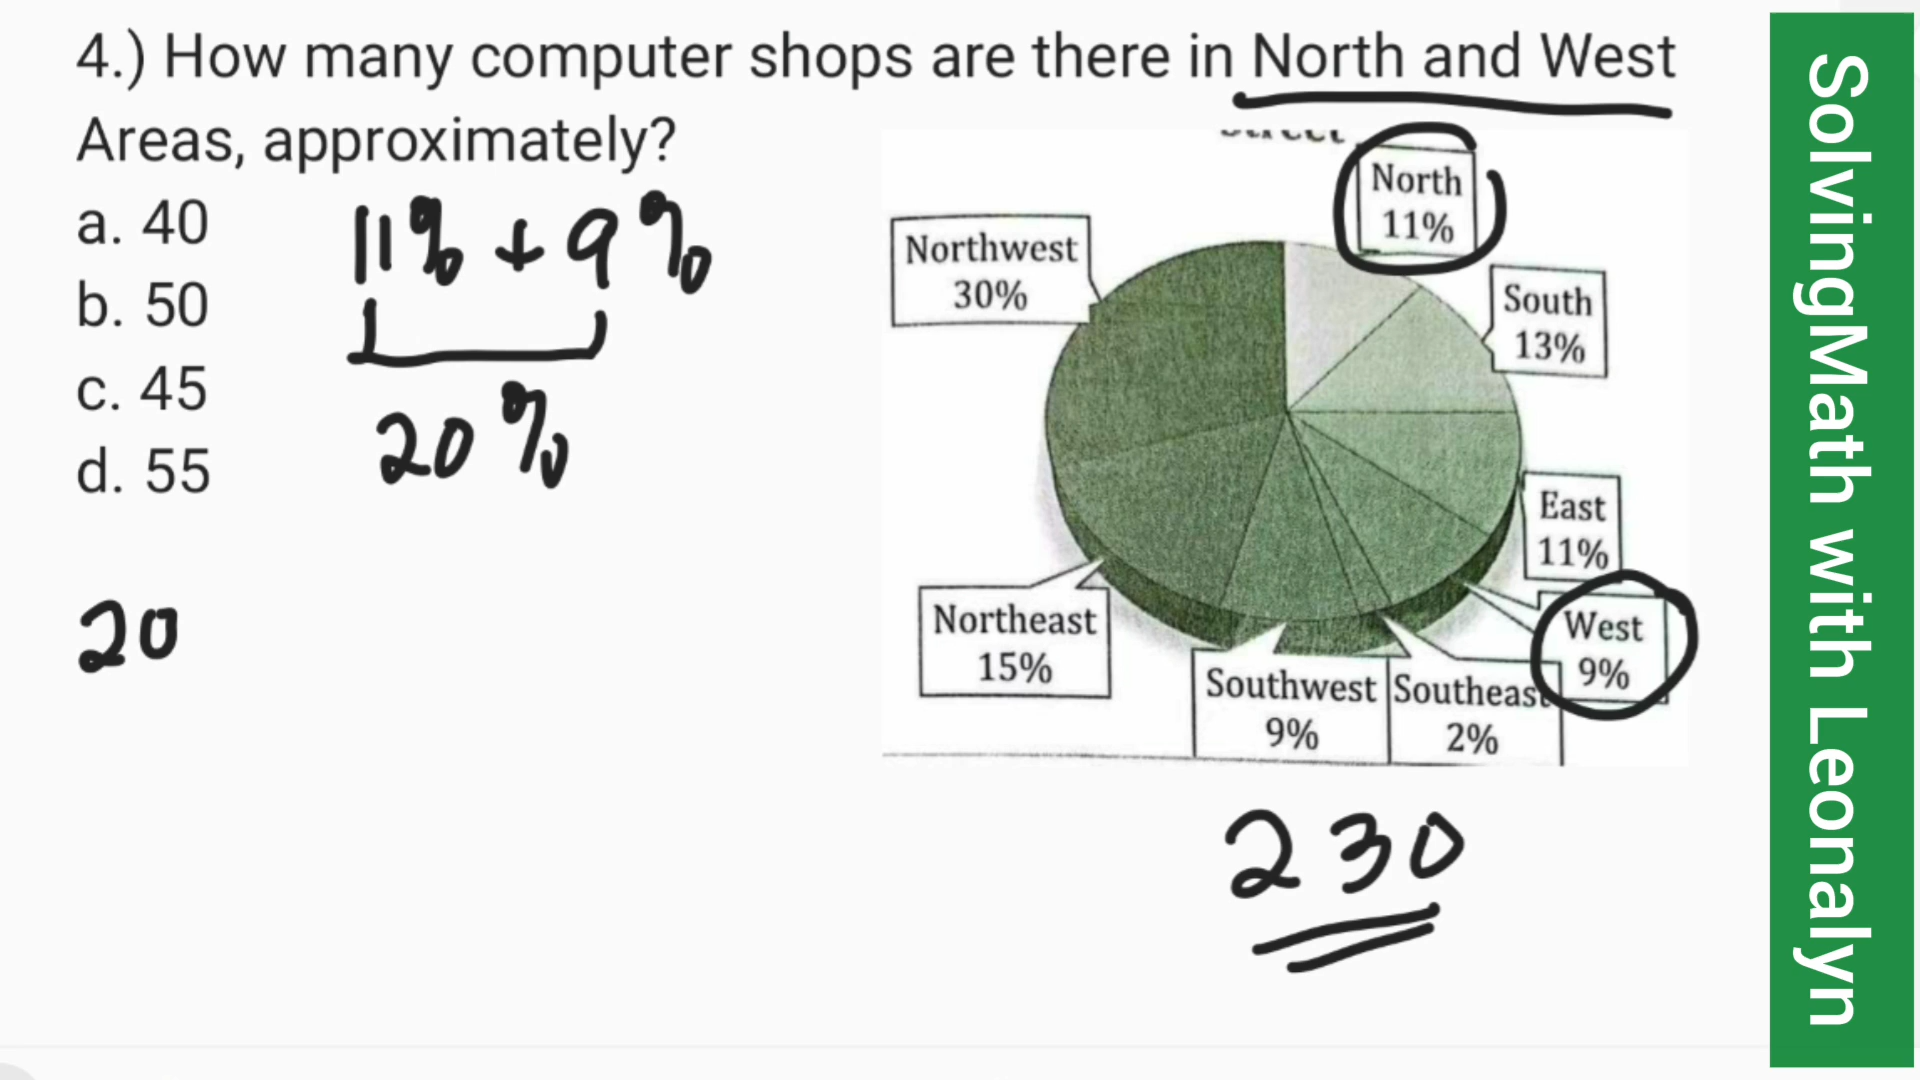 4.) How many computer shops are there in North and West
Areas, approximately?
a. 40
b. 50
c. 45
d. 55
11% + 9%
20%
20
North
11%
Northwest
30%
South
13%
East
11%
West
9%
Northeast
15%
Southwest
9%
Southeast
2%
230
SolvingMath with Leonalyn